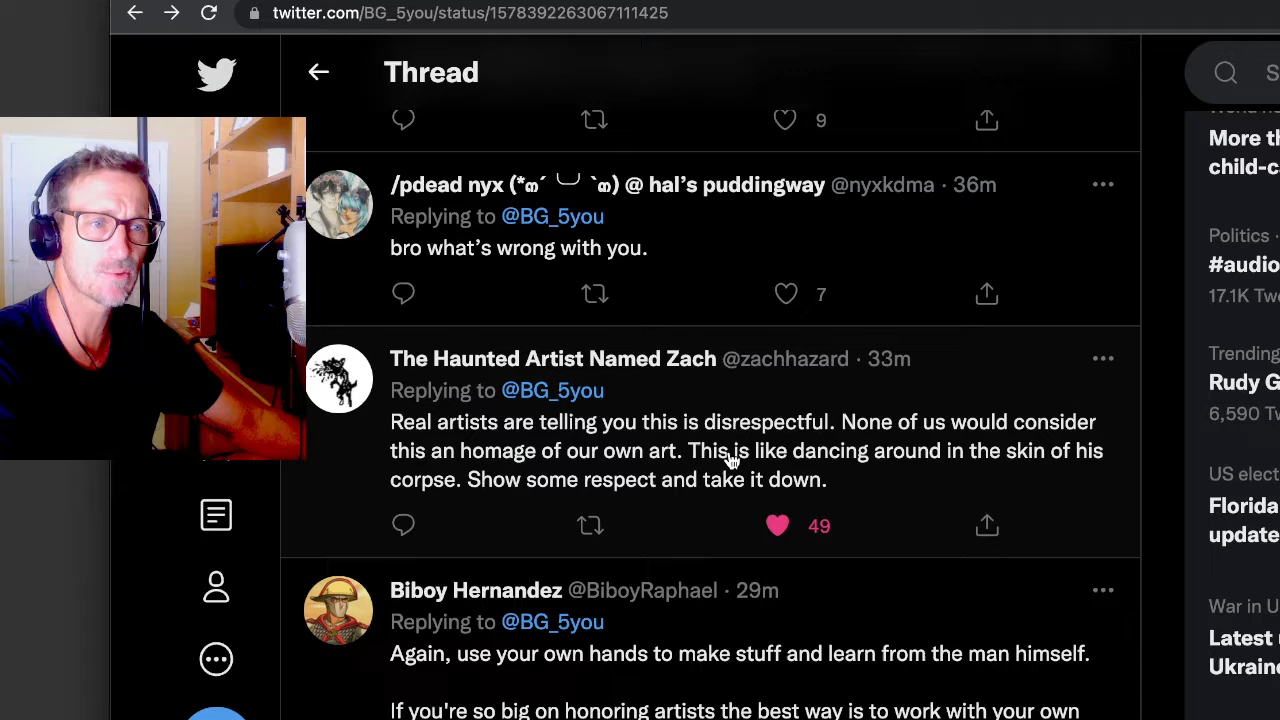 twitter.com/BG_5you/status/1578392263067111425
Thread
9
/pdead nyx (*ෆ´ ╰╯`ෆ) @ hal’s puddingway @nyxkdma · 36m
Replying to @BG_5you
bro what’s wrong with you.
7
The Haunted Artist Named Zach @zachhazard · 33m
Replying to @BG_5you
Real artists are telling you this is disrespectful. None of us would consider
this an homage of our own art. This is like dancing around in the skin of his
corpse. Show some respect and take it down.
49
Biboy Hernandez @BiboyRaphael · 29m
Replying to @BG_5you
Again, use your own hands to make stuff and learn from the man himself.
If you're so big on honoring artists the best way is to work with your own
S
More th
child-c
Politics ·
#audio
17.1K Twe
Trending
Rudy G
6,590 Tw
US elect
Florida
update
War in U
Latest
Ukraine